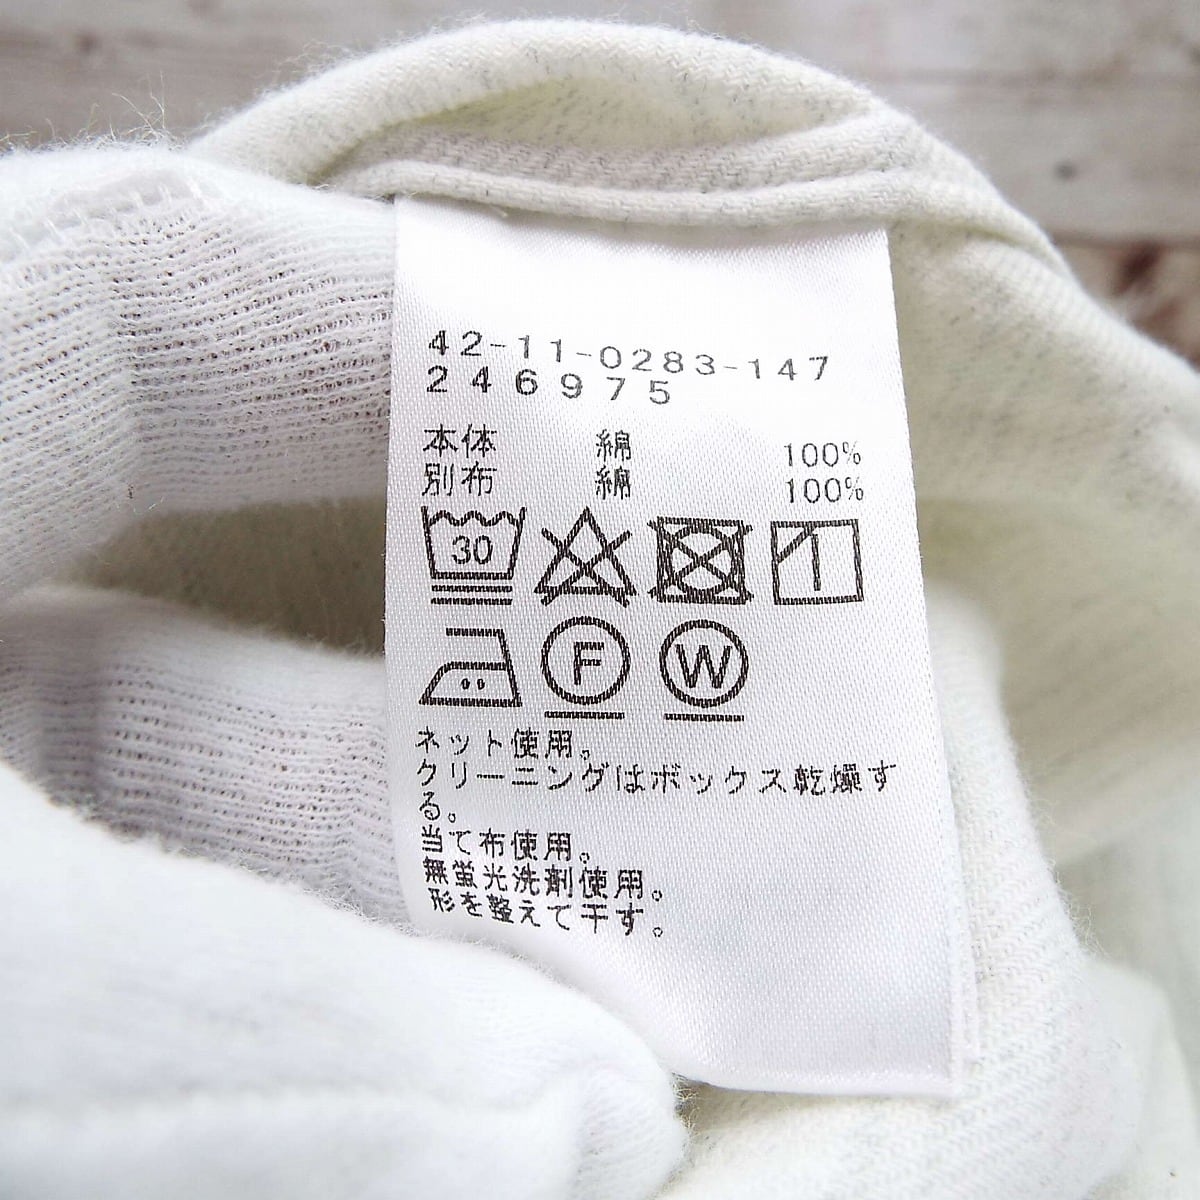 42-11-0283-147
246975
本体 綿 100%
別布 綿 100%
30
F W
ネット使用。
クリーニングはボックス乾燥す
る。
当て布使用。
無蛍光洗剤使用。
形を整えて干す。